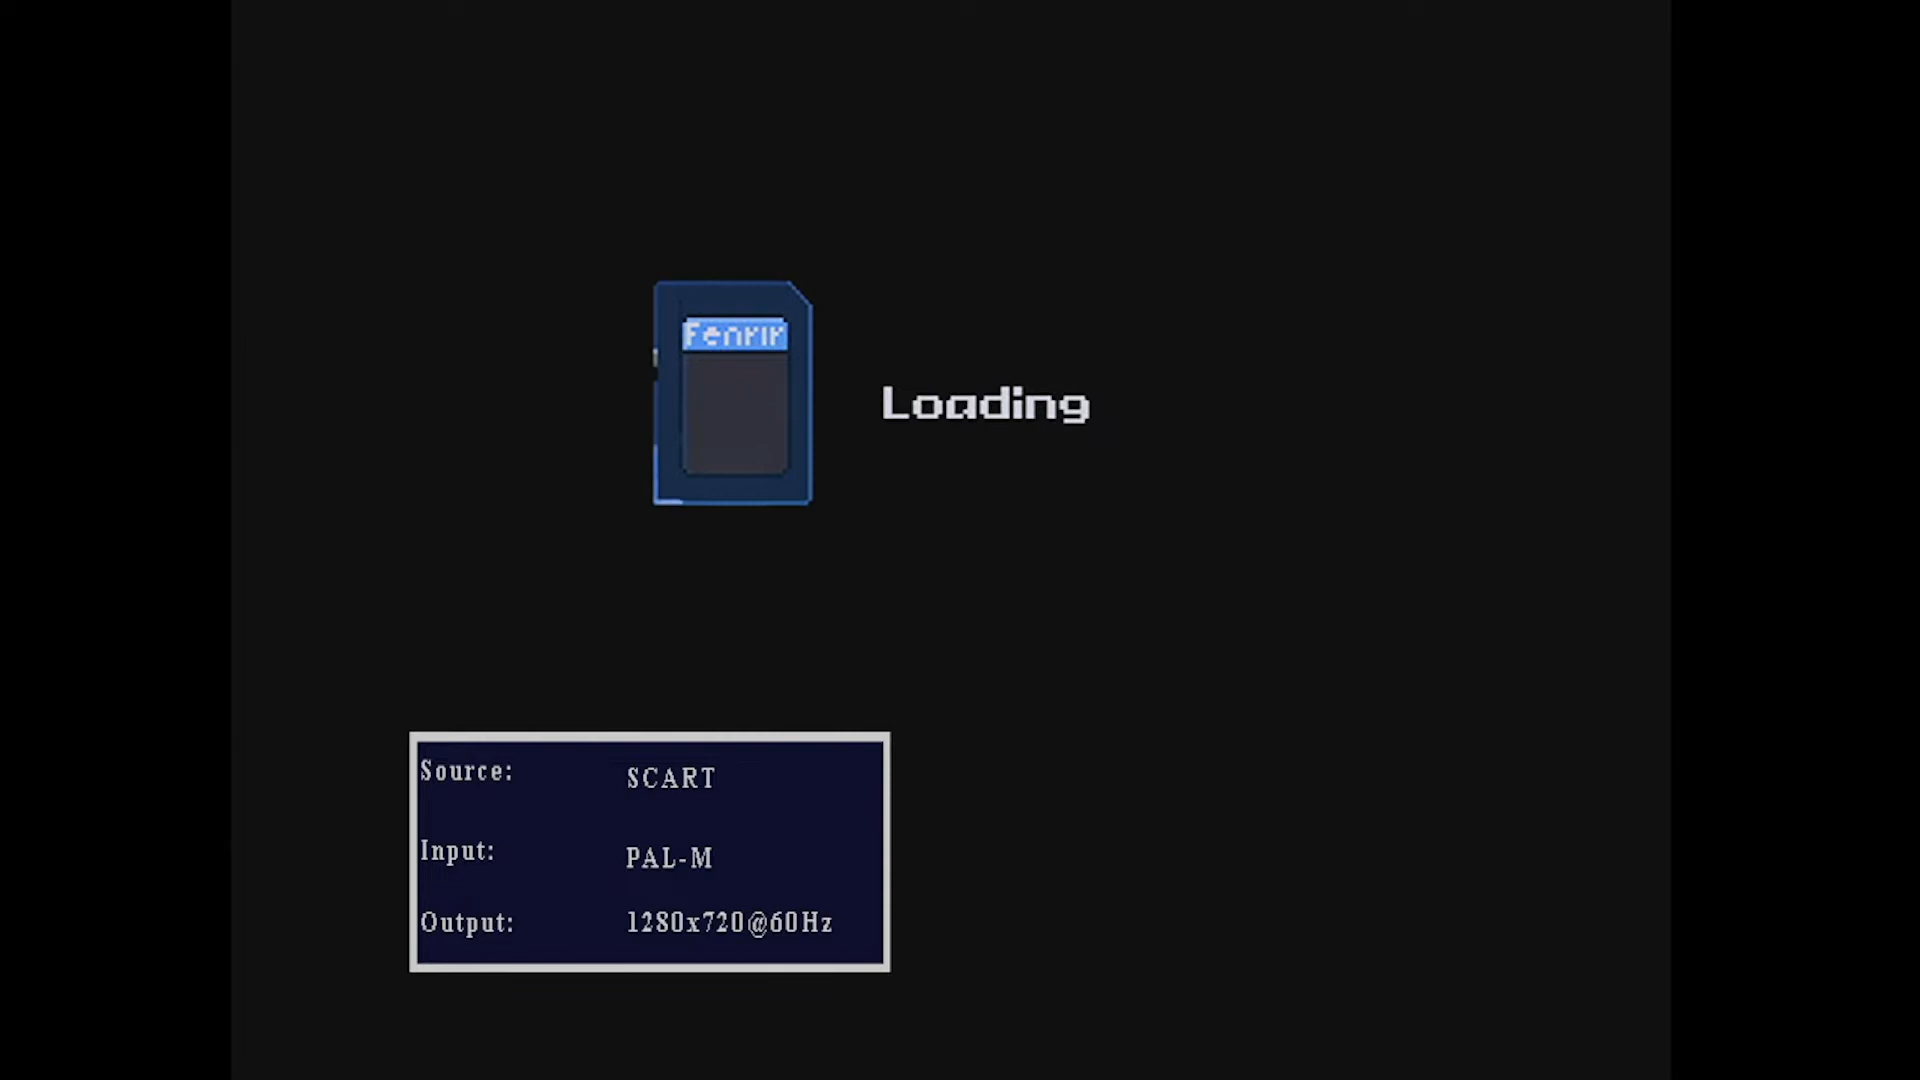 Fenrir
Loading
Source: SCART
Input: PAL-M
Output: 1280x720@60Hz